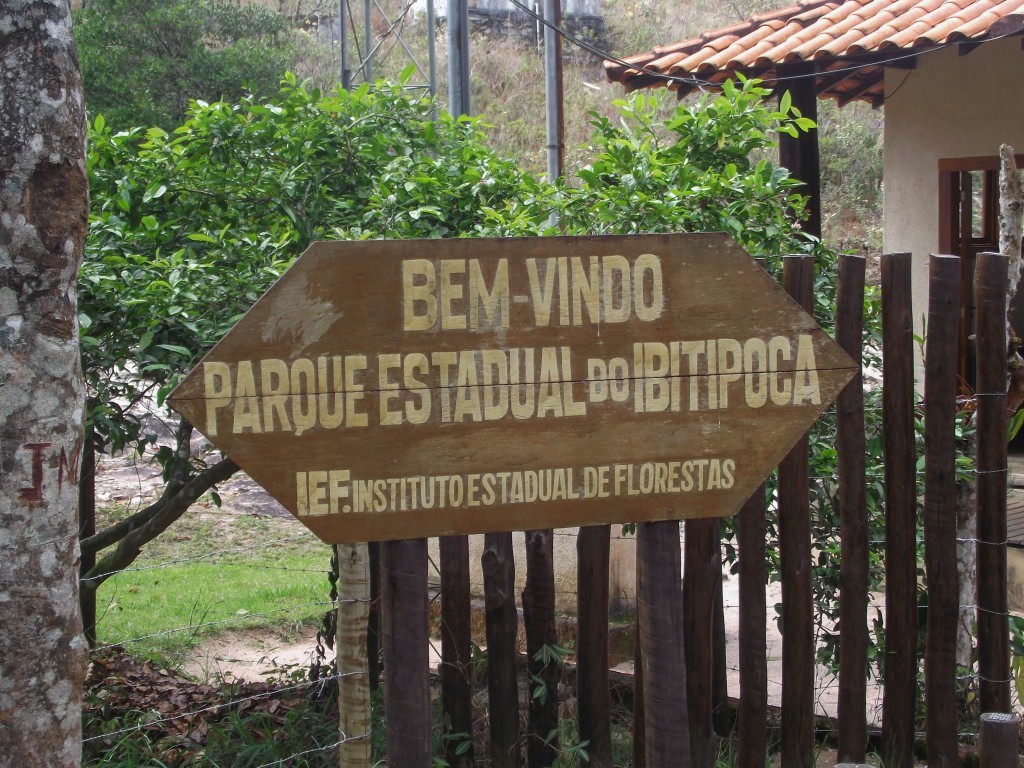 BEM-VINDO
PARQUE ESTADUAL DO IBITIPOCA
IEF. INSTITUTO ESTADUAL DE FLORESTAS